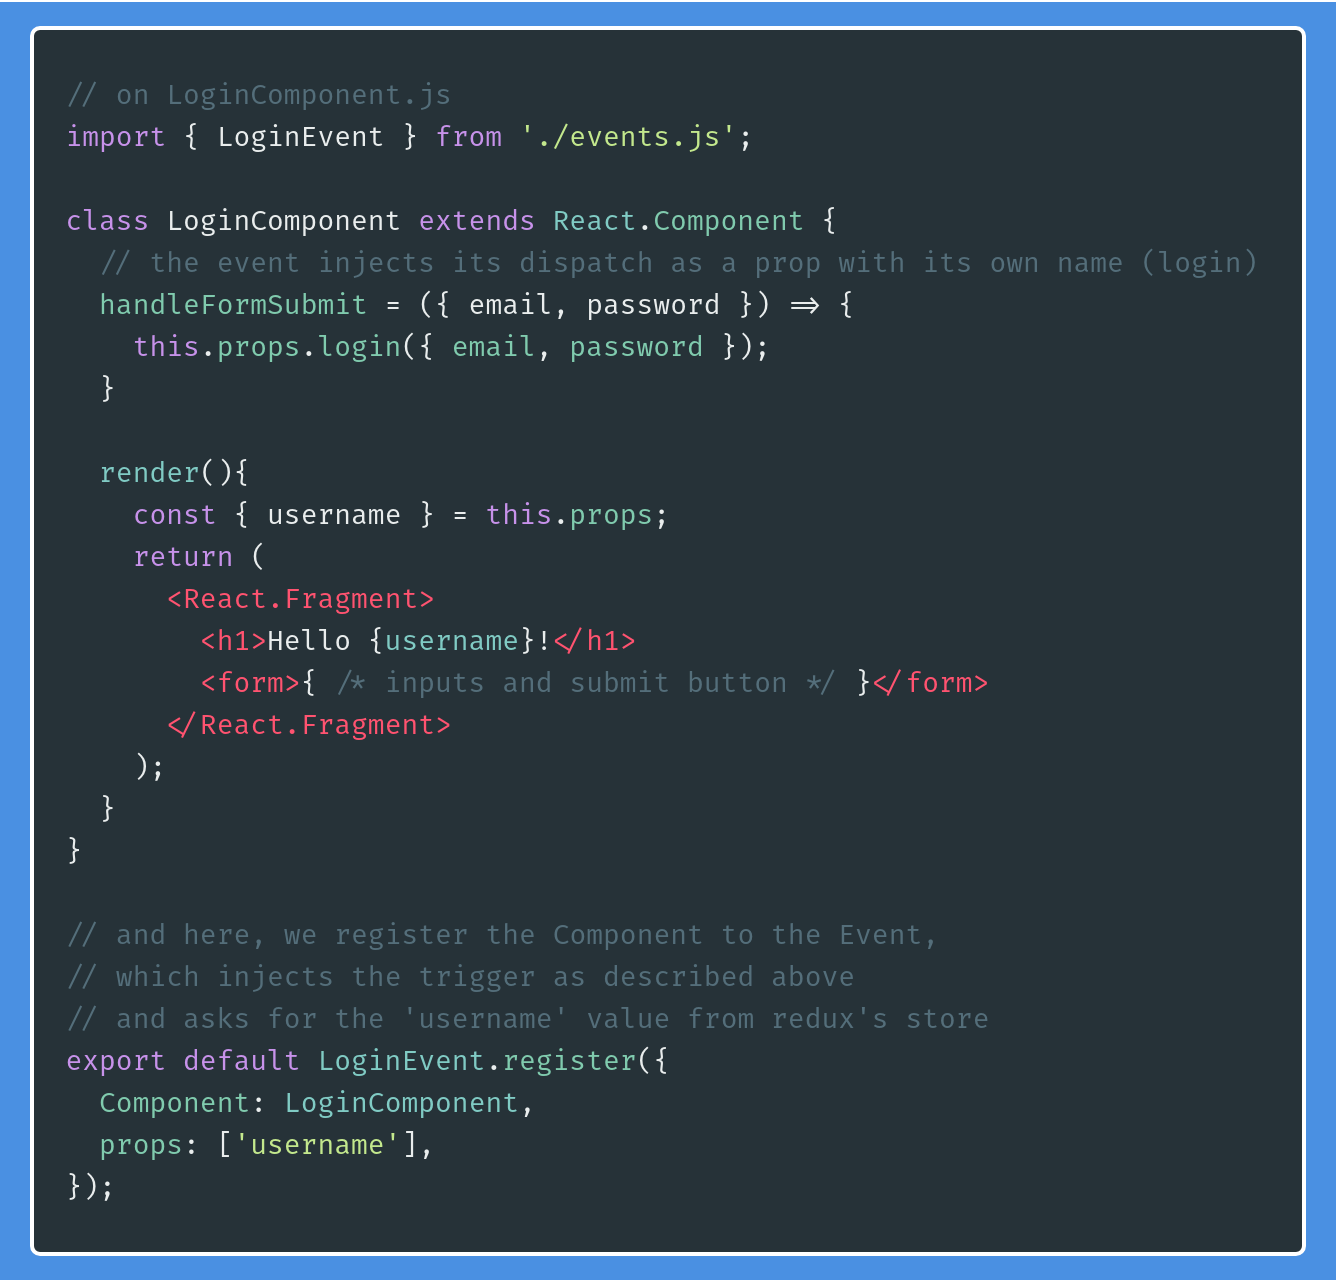 // on LoginComponent.js
import { LoginEvent } from './events.js';
class LoginComponent extends React.Component {
  // the event injects its dispatch as a prop with its own name (login)
  handleFormSubmit = ({ email, password }) => {
    this.props.login({ email, password });
  }
  render(){
    const { username } = this.props;
    return (
      <React.Fragment>
        <h1>Hello {username}!</h1>
        <form>{ /* inputs and submit button */ }</form>
      </React.Fragment>
    );
  }
}
// and here, we register the Component to the Event,
// which injects the trigger as described above
// and asks for the 'username' value from redux's store
export default LoginEvent.register({
  Component: LoginComponent,
  props: ['username'],
});